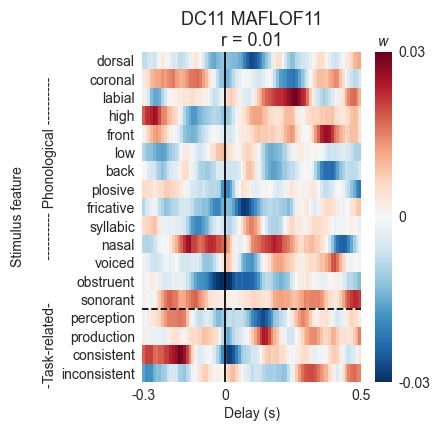 DC11 MAFLOF11
r = 0.01
w
dorsal
coronal
labial
high
front
low
back
plosive
fricative
syllabic
nasal
voiced
obstruent
sonorant
perception
production
consistent
inconsistent
Stimulus feature
-Task-related- ---------- Phonological ----------
0.03
0
-0.03
-0.3 0 0.5
Delay (s)